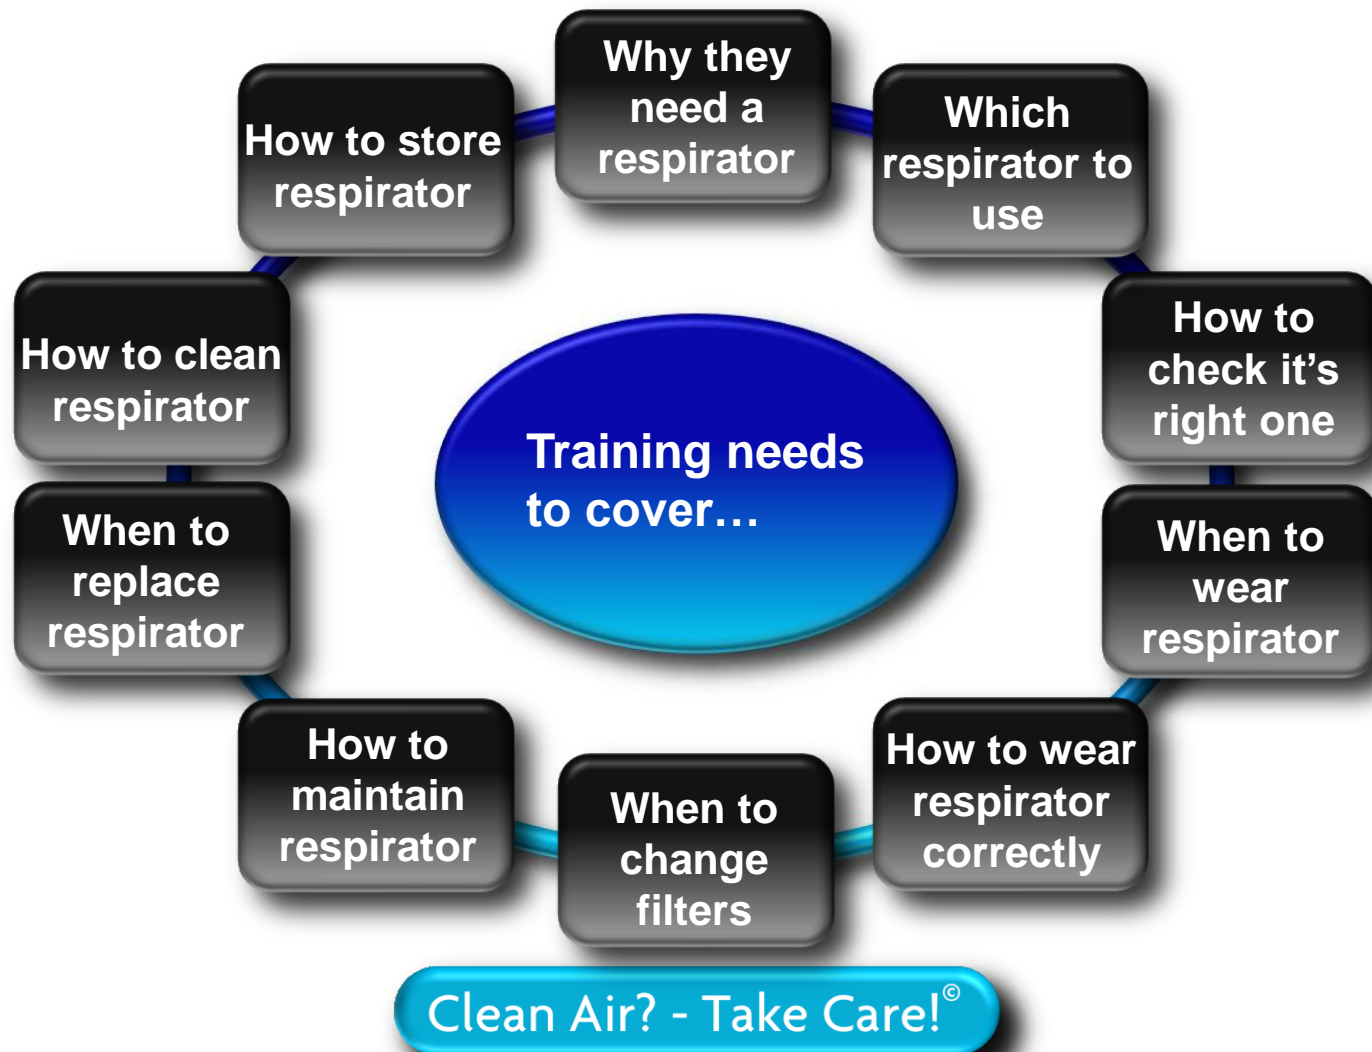 Why they
need a
respirator
Which
respirator to
use
How to
check it’s
right one
When to
wear
respirator
How to wear
respirator
correctly
When to
change
filters
How to
maintain
respirator
When to
replace
respirator
How to clean
respirator
How to store
respirator
Training needs
to cover…
Clean Air? - Take Care!©